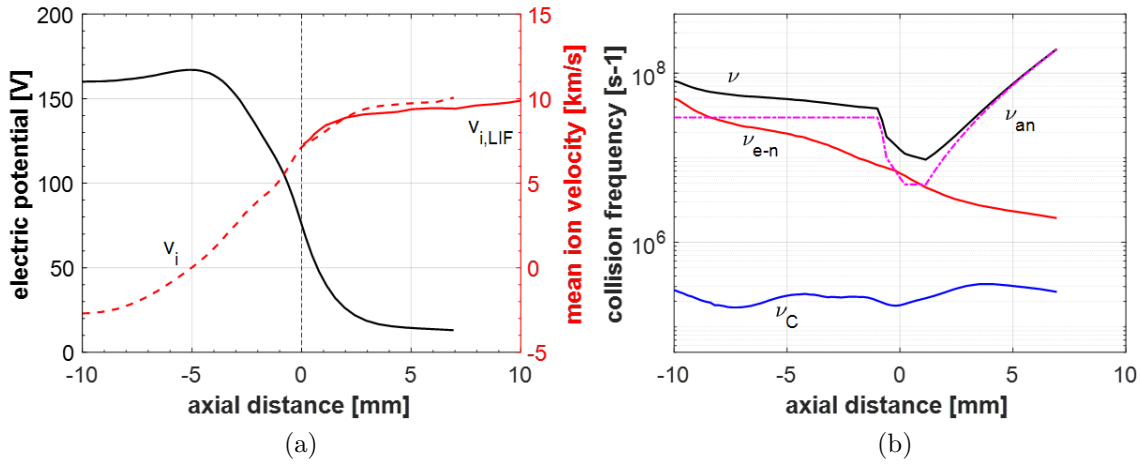 200
150
100
50
0
electric potential [V]
15
10
5
0
-5
mean ion velocity [km/s]
v_i
v_i,LIF
-10 -5 0 5 10
axial distance [mm]
(a)
10^8
10^6
collision frequency [s-1]
ν
ν_an
ν_e-n
ν_C
-10 -5 0 5 10
axial distance [mm]
(b)